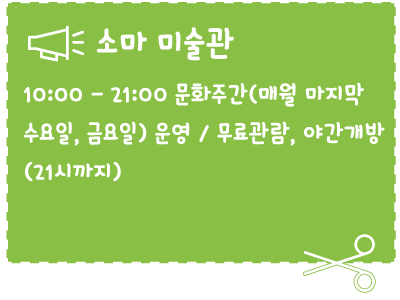 소마 미술관
10:00 - 21:00 문화주간(매월 마지막
수요일, 금요일) 운영 / 무료관람, 야간개방
(21시까지)